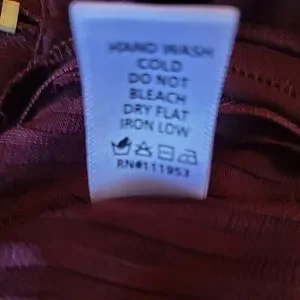 HAND WASH
COLD
DO NOT
BLEACH
DRY FLAT
IRON LOW
RN#111953